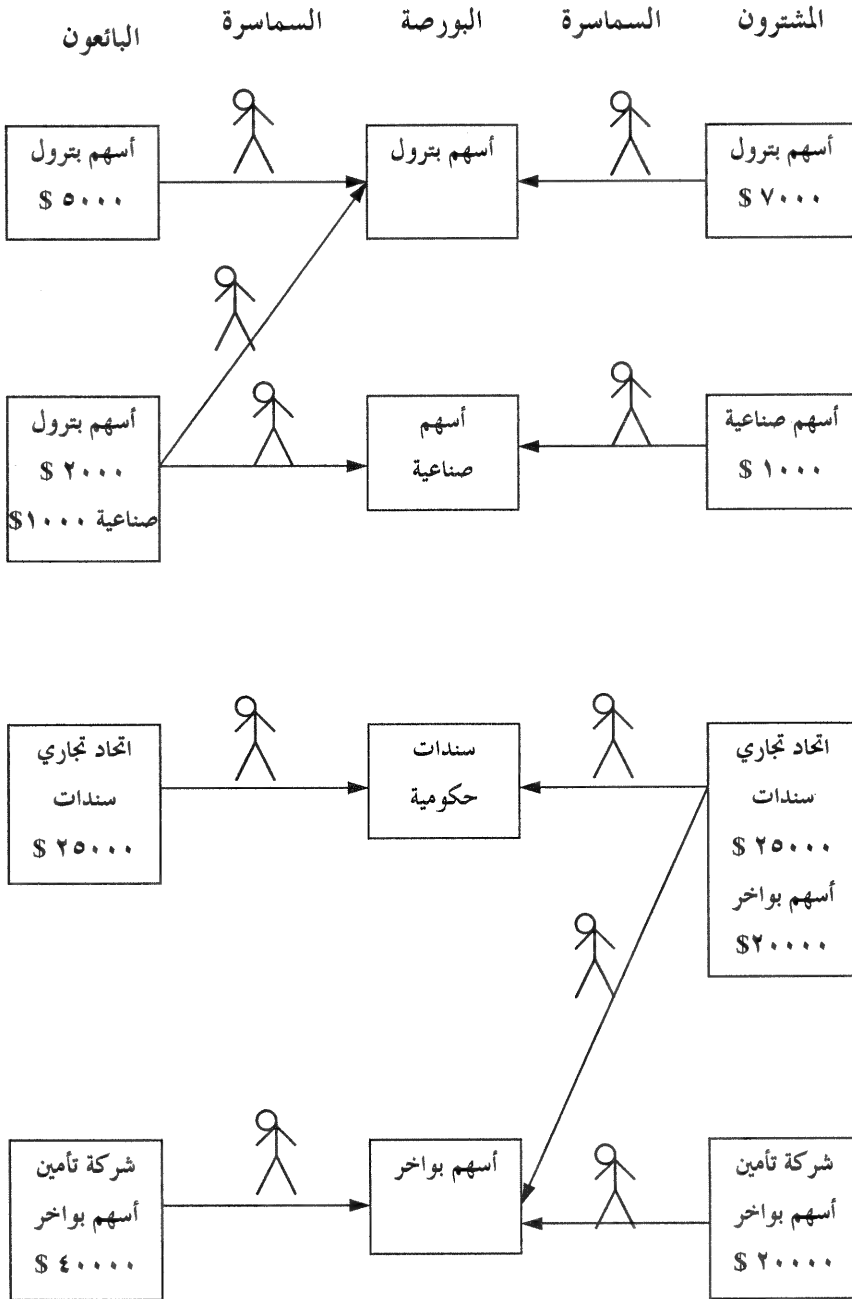 المشترون
السماسرة
البورصة
السماسرة
البائعون
أسهم بترول
٧٠٠٠ $
أسهم بترول
أسهم بترول
٥٠٠٠ $
أسهم صناعية
١٠٠٠ $
أسهم
صناعية
أسهم بترول
٢٠٠٠ $
صناعية ١٠٠٠$
اتحاد تجاري
سندات
٢٥٠٠٠ $
أسهم بواخر
٢٠٠٠٠$
سندات
حكومية
اتحاد تجاري
سندات
٢٥٠٠٠ $
شركة تأمين
أسهم بواخر
٢٠٠٠٠ $
أسهم بواخر
شركة تأمين
أسهم بواخر
٤٠٠٠٠ $